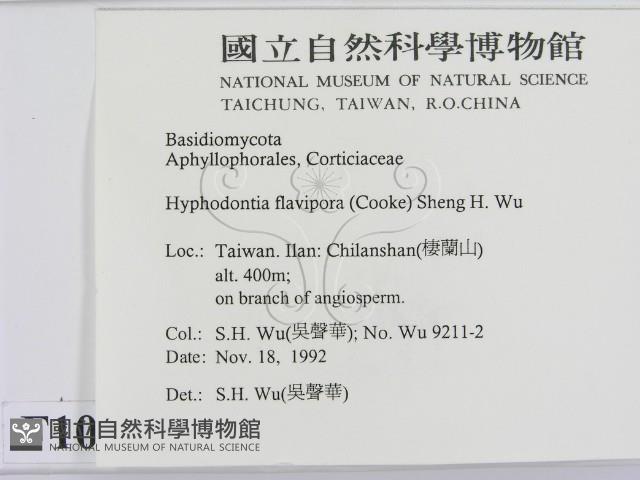 國立自然科學博物館
NATIONAL MUSEUM OF NATURAL SCIENCE
TAICHUNG, TAIWAN, R.O.CHINA
Basidiomycota
Aphyllophorales, Corticiaceae
Hyphodontia flavipora (Cooke) Sheng H. Wu
Loc.: Taiwan. Ilan: Chilanshan(棲蘭山)
alt. 400m;
on branch of angiosperm.
Col.: S.H. Wu(吳聲華); No. Wu 9211-2
Date: Nov. 18, 1992
Det.: S.H. Wu(吳聲華)
F10
國立自然科學博物館
NATIONAL MUSEUM OF NATURAL SCIENCE